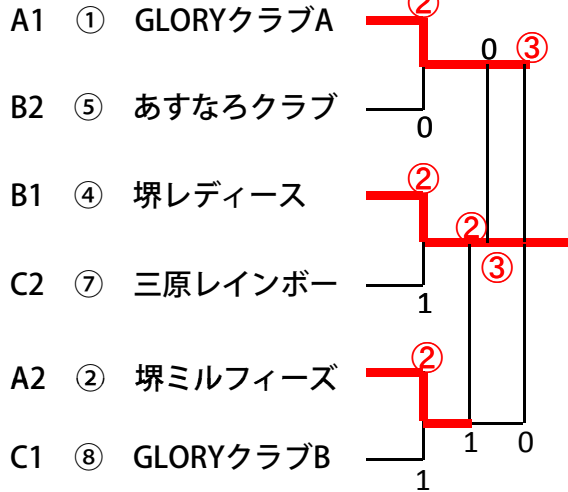 ②
A1 ① GLORYクラブA
0 ③
B2 ⑤ あすなろクラブ
0
②
B1 ④ 堺レディース
②
③
C2 ⑦ 三原レインボー
1
②
A2 ② 堺ミルフィーズ
1 0
C1 ⑧ GLORYクラブB
1